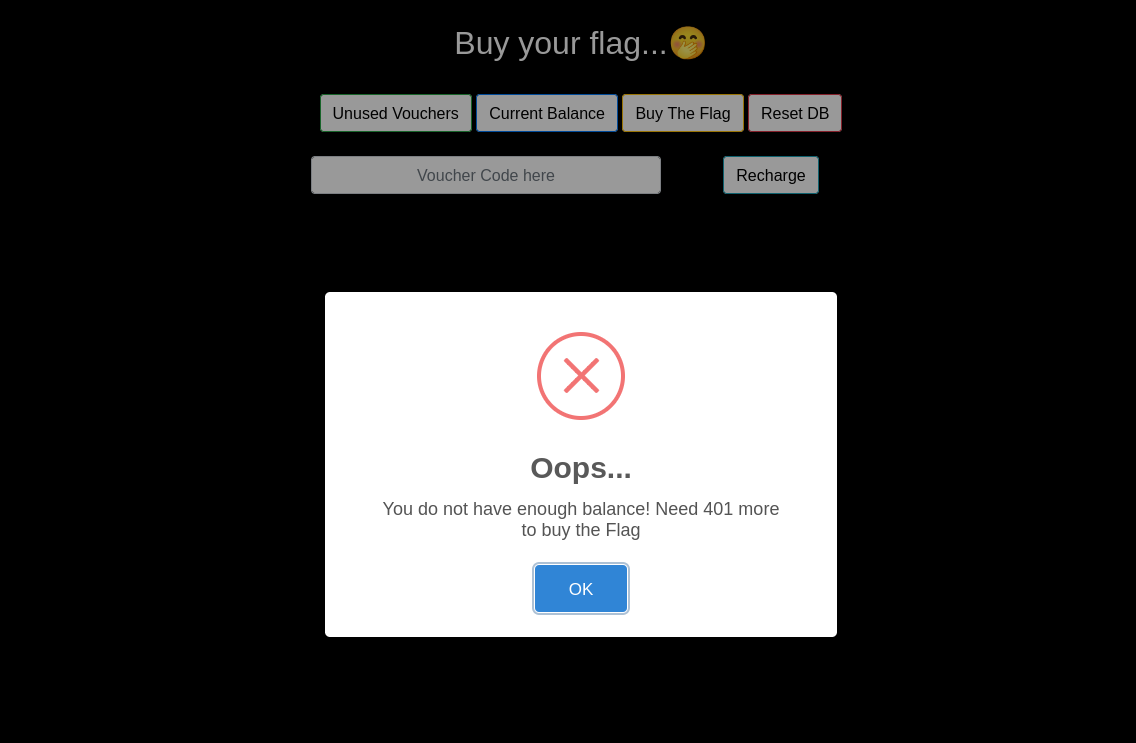 Buy your flag...🤭
Unused Vouchers Current Balance Buy The Flag Reset DB
Voucher Code here Recharge
Oops...
You do not have enough balance! Need 401 more
to buy the Flag
OK